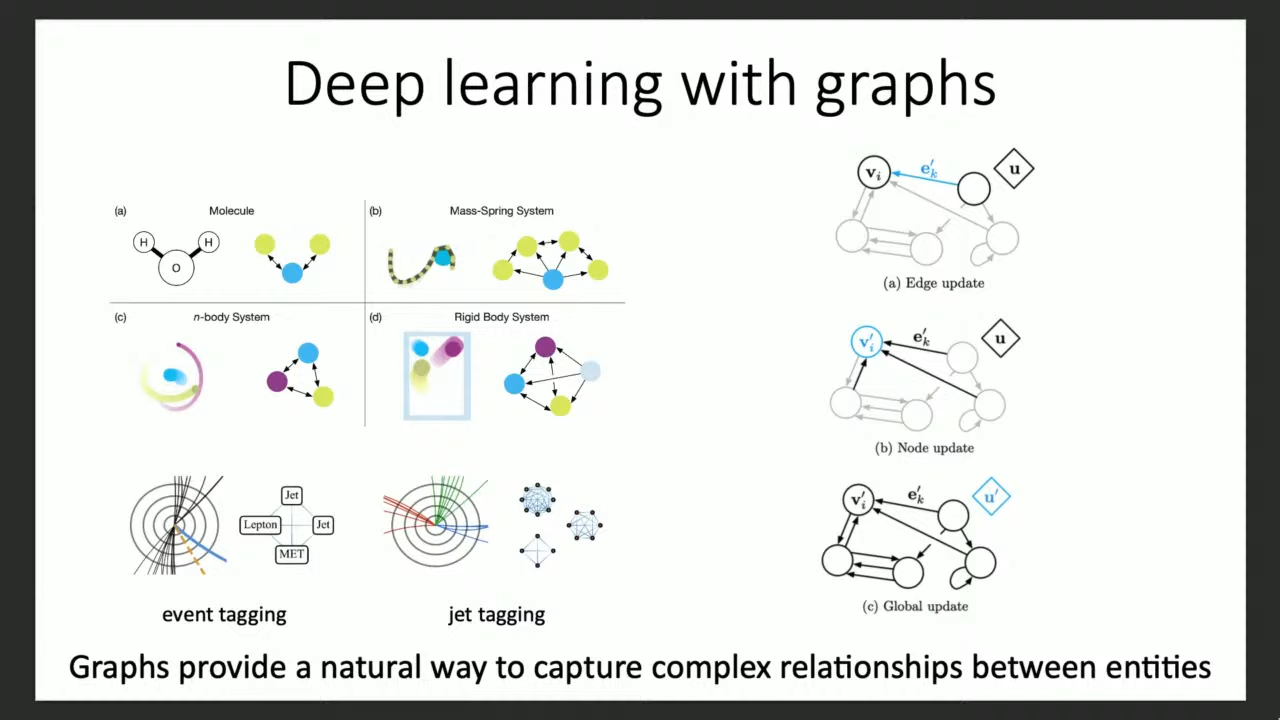 Deep learning with graphs
(a) Molecule
H H
O
(b) Mass-Spring System
(c) n-body System
(d) Rigid Body System
Jet
Lepton Jet
MET
event tagging
jet tagging
v_i e'_k u
(a) Edge update
v'_i e'_k u
(b) Node update
v'_i e'_k u'
(c) Global update
Graphs provide a natural way to capture complex relationships between entities